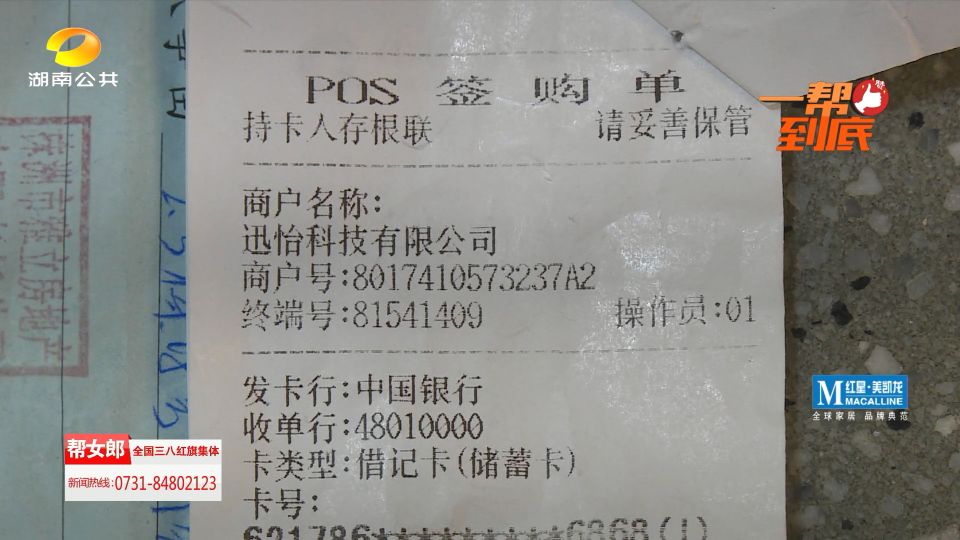 湖南公共
一帮
到底
POS 签购单
持卡人存根联 请妥善保管
商户名称:
迅怡科技有限公司
商户号:8017410573237A2
终端号:81541409 操作员:01
发卡行:中国银行
收单行:48010000
卡类型:借记卡(储蓄卡)
卡号:
621786*********6868(I)
M 红星·美凯龙
MACALLINE
全球家居 品牌典范
帮女郎 全国三八红旗集体
新闻热线:0731-84802123